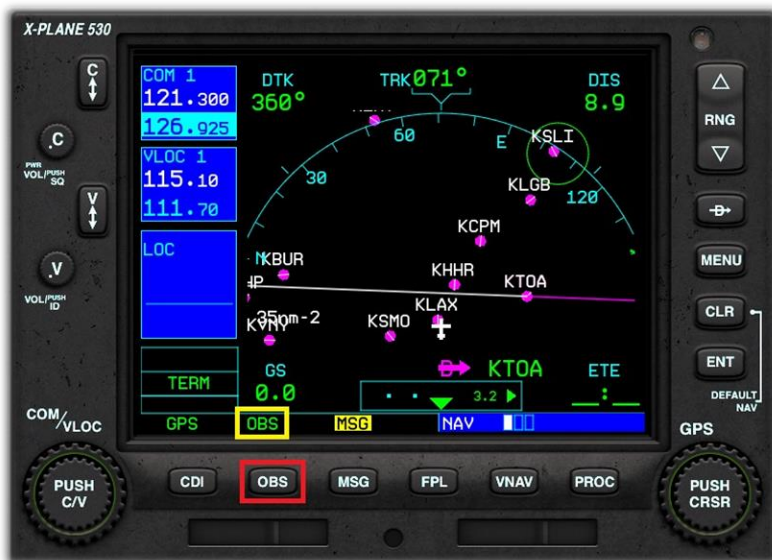 X-PLANE 530
C
COM 1
121.300
126.925
DTK
360°
TRK 071°
DIS
8.9
RNG
.C
PWR
VOL/PUSH
SQ
VLOC 1
115.10
111.70
V
30
60
E
120
KSLI
KLGB
KCPM
D
LOC
N
KBUR
KHHR
KTOA
MENU
.V
VOL/PUSH
ID
35nm-2
KVNY
KSMO
KLAX
CLR
ENT
DEFAULT
NAV
TERM
GS
0.0
D KTOA
3.2
ETE
__:__
COM/VLOC
GPS
OBS
MSG
NAV
GPS
PUSH
C/V
CDI
OBS
MSG
FPL
VNAV
PROC
PUSH
CRSR